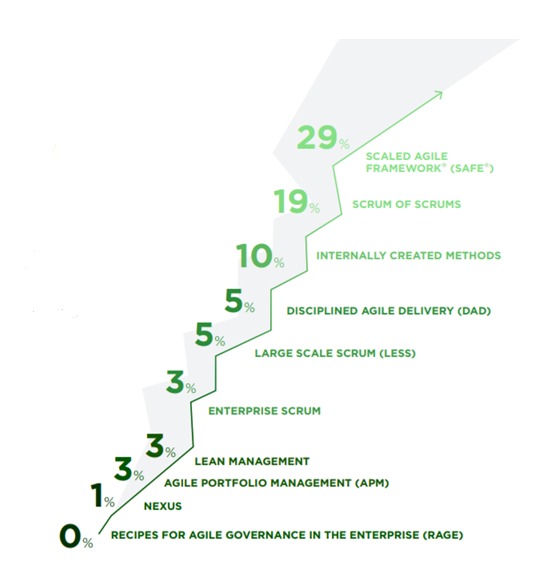 29%
SCALED AGILE
FRAMEWORK® (SAFE®)
19%
SCRUM OF SCRUMS
10%
INTERNALLY CREATED METHODS
5%
DISCIPLINED AGILE DELIVERY (DAD)
5%
LARGE SCALE SCRUM (LESS)
3%
ENTERPRISE SCRUM
3%
LEAN MANAGEMENT
3%
AGILE PORTFOLIO MANAGEMENT (APM)
1%
NEXUS
0%
RECIPES FOR AGILE GOVERNANCE IN THE ENTERPRISE (RAGE)